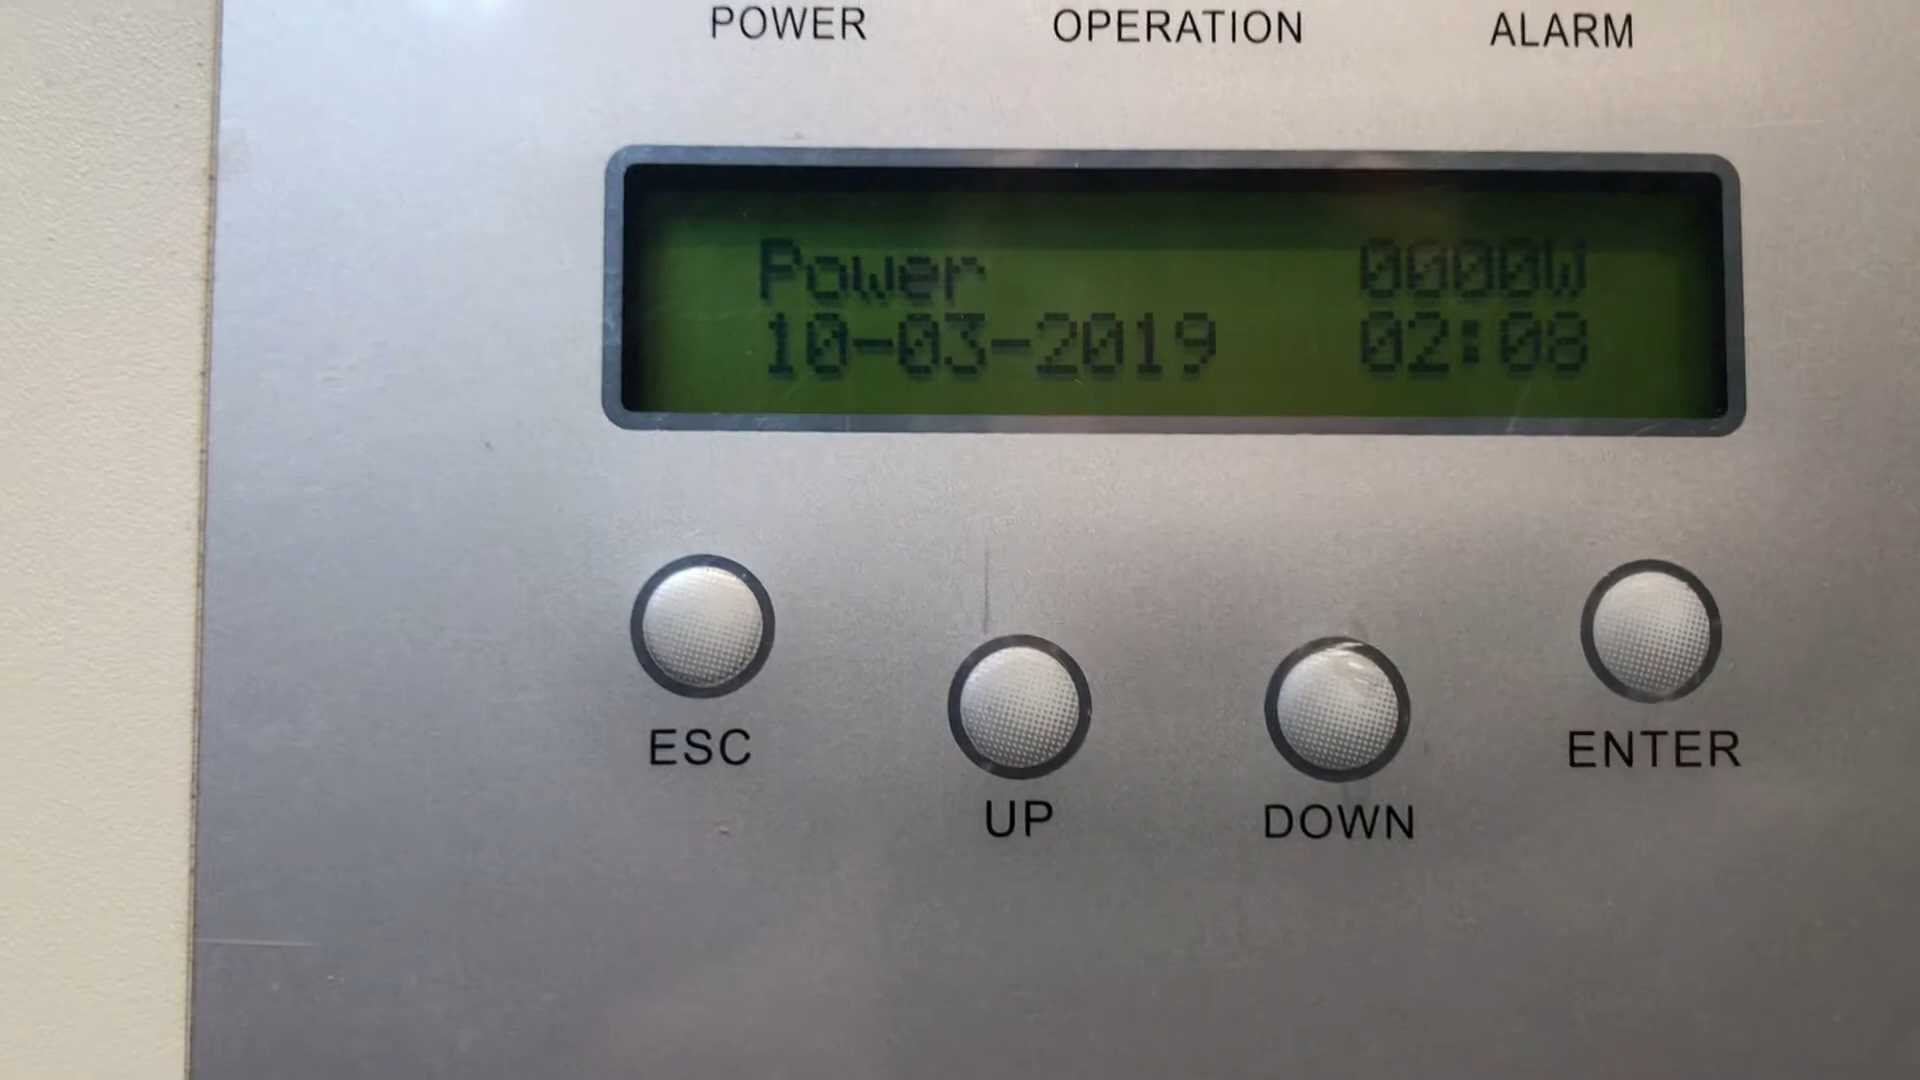 POWER OPERATION ALARM
Power 0000W
10-03-2019 02:08
ESC UP DOWN ENTER